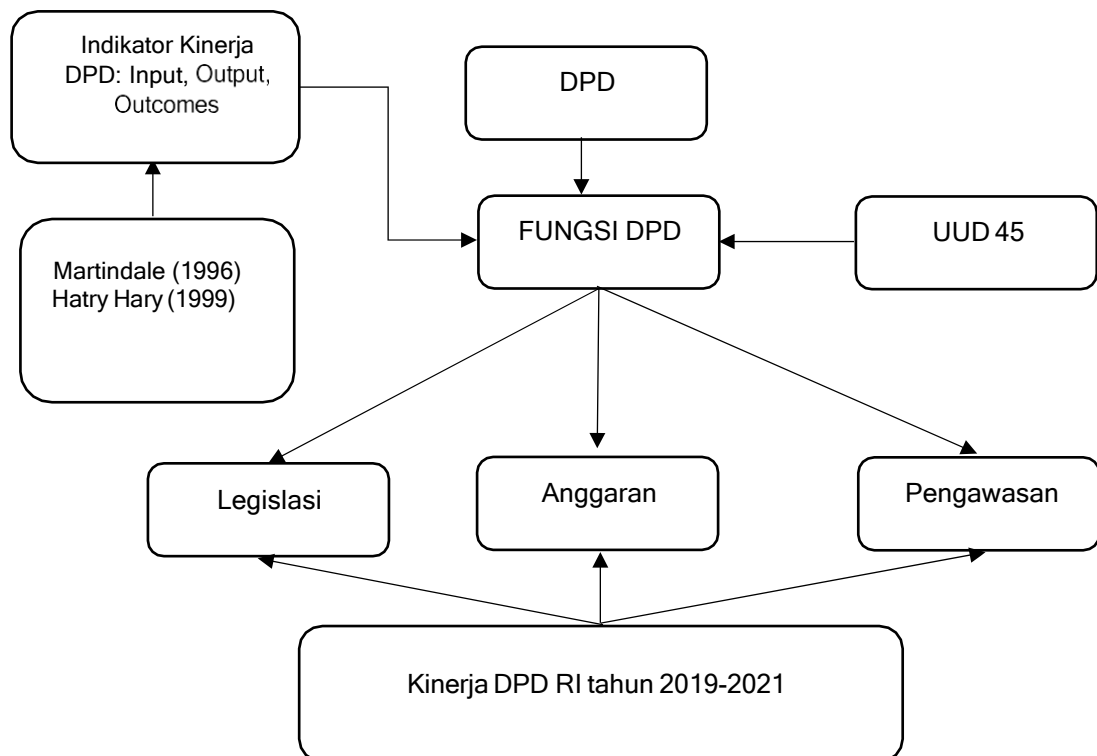 Indikator Kinerja
DPD: Input, Output,
Outcomes
DPD
FUNGSI DPD
UUD 45
Martindale (1996)
Hatry Hary (1999)
Legislasi
Anggaran
Pengawasan
Kinerja DPD RI tahun 2019-2021